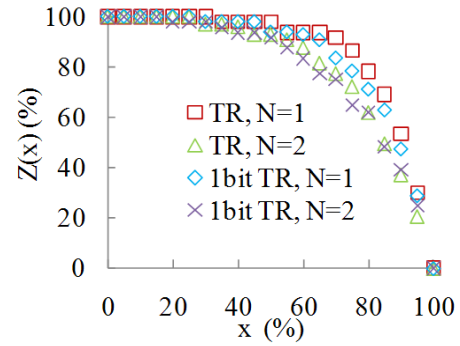 100
80
60
40
20
0
Z(x) (%)
TR, N=1
TR, N=2
1bit TR, N=1
1bit TR, N=2
0 20 40 60 80 100
x (%)